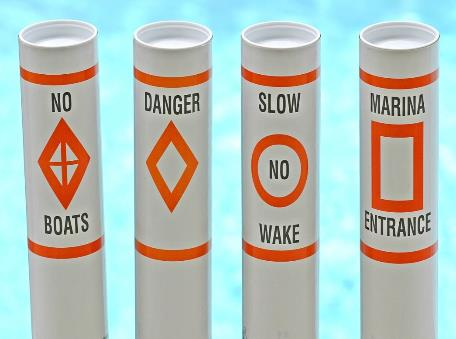 NO
BOATS
DANGER
SLOW
NO
WAKE
MARINA
ENTRANCE